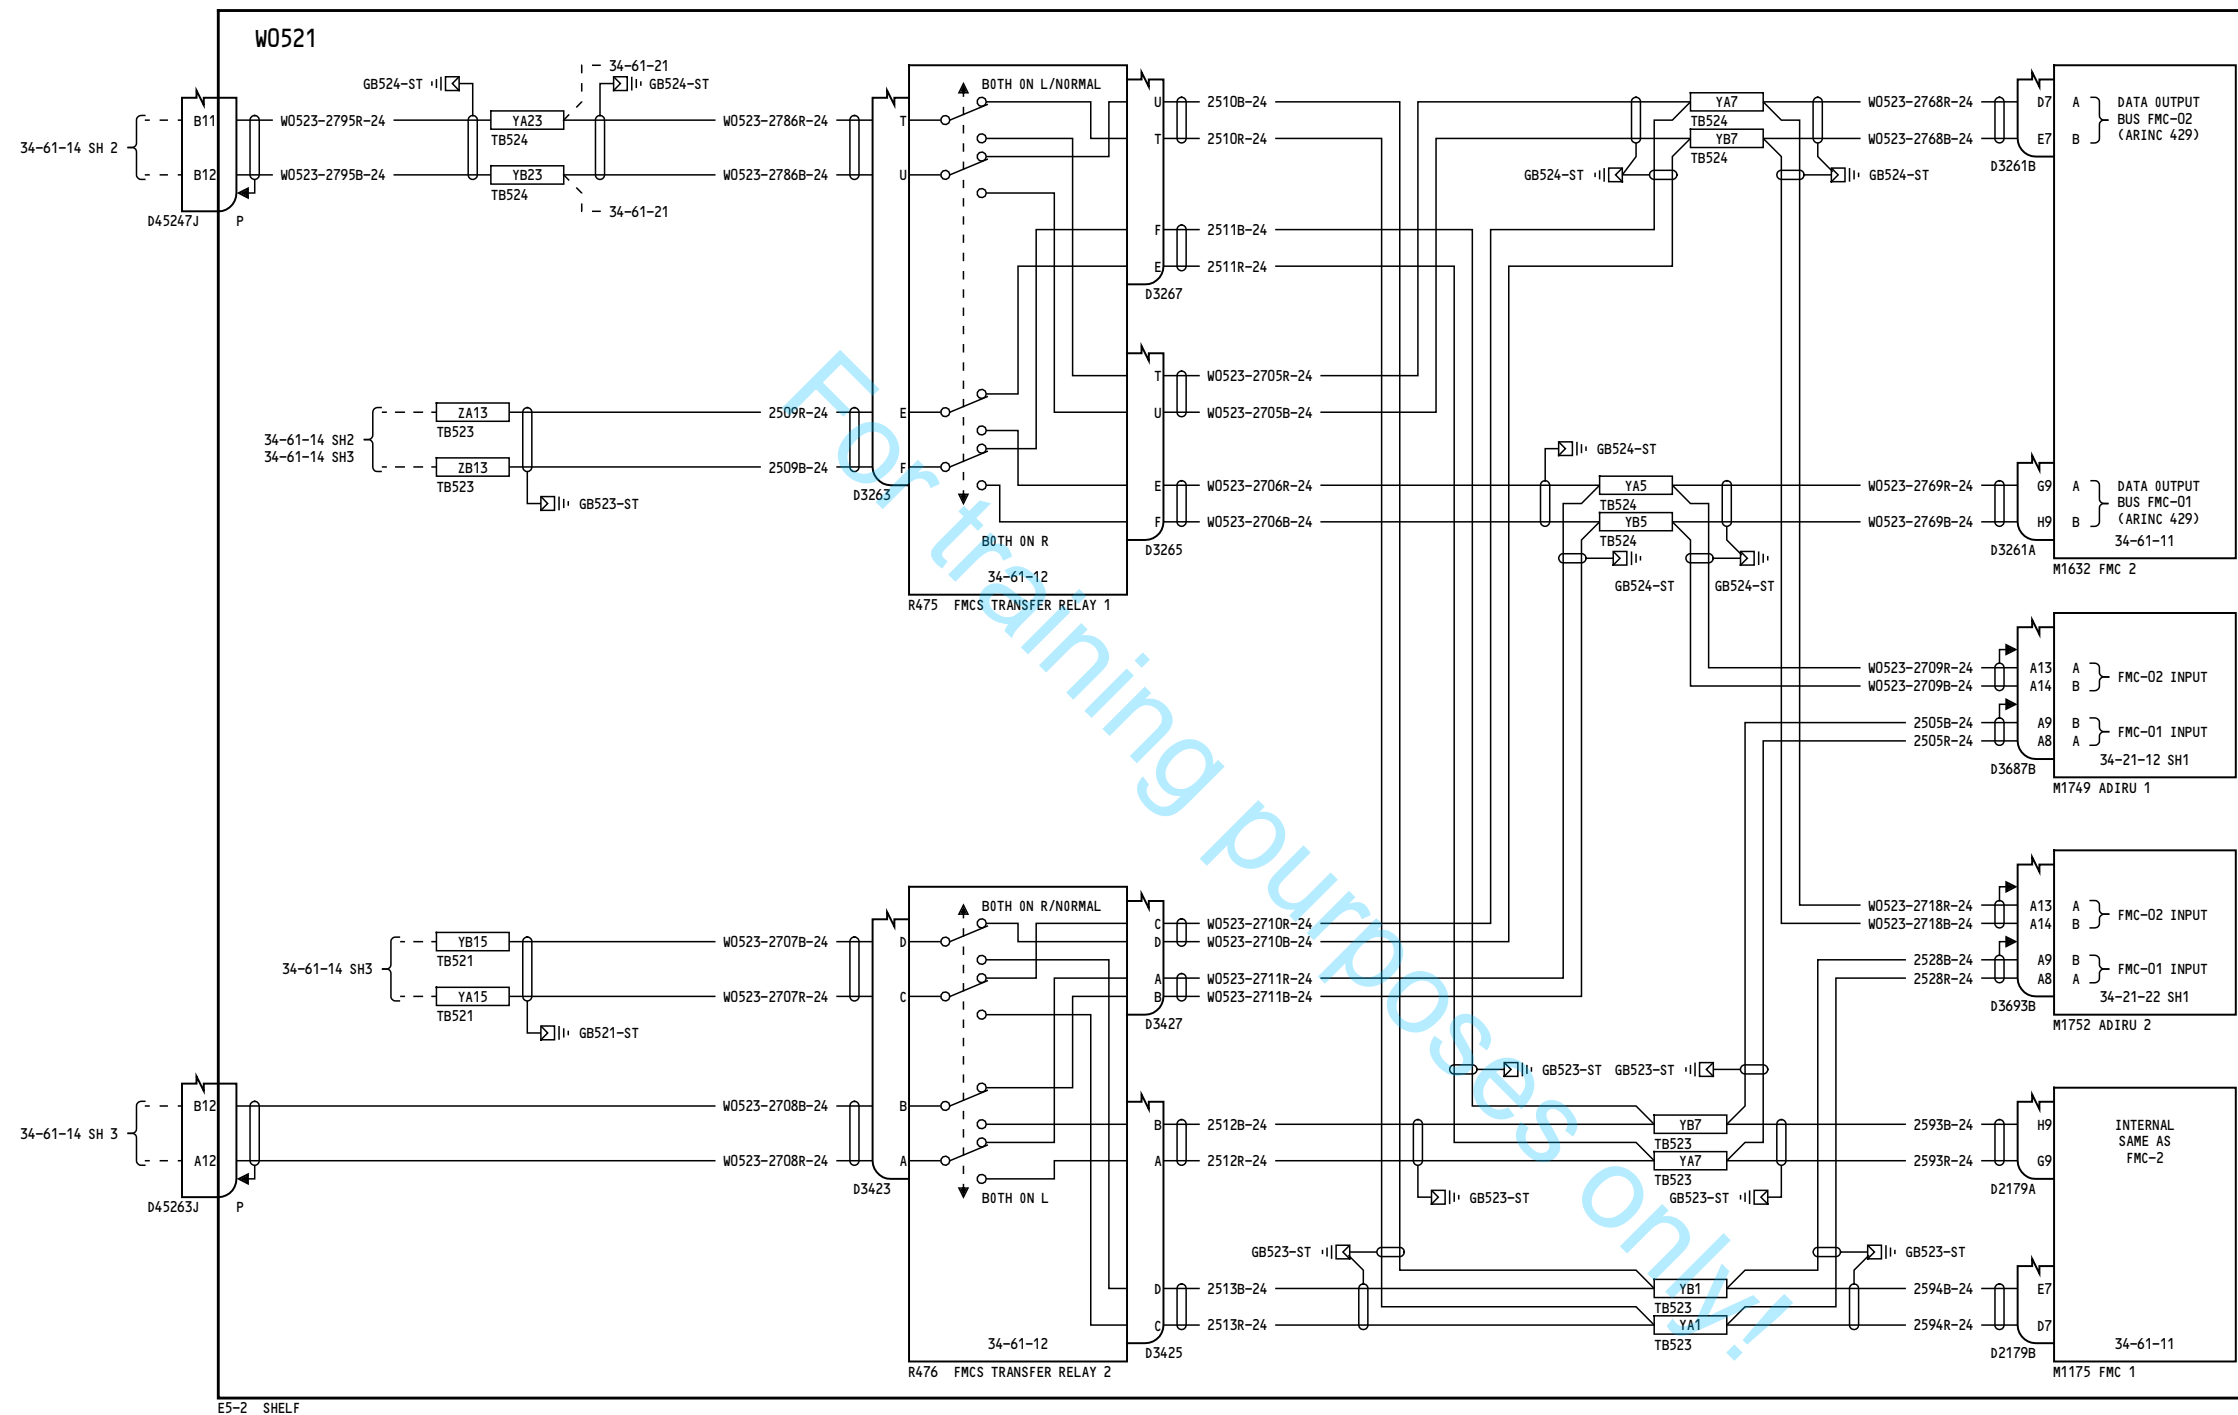 W0521
34-61-21
GB524-ST
GB524-ST
34-61-14 SH 2
B11
B12
D45247J
P
W0523-2795R-24
W0523-2795B-24
YA23
TB524
YB23
TB524
34-61-21
W0523-2786R-24
W0523-2786B-24
T
U
BOTH ON L/NORMAL
U
T
F
E
D3267
34-61-14 SH2
34-61-14 SH3
ZA13
TB523
ZB13
TB523
GB523-ST
2509R-24
2509B-24
E
F
D3263
T
U
E
F
D3265
BOTH ON R
34-61-12
R475 FMCS TRANSFER RELAY 1
2510B-24
2510R-24
2511B-24
2511R-24
W0523-2705R-24
W0523-2705B-24
W0523-2706R-24
W0523-2706B-24
YA7
TB524
YB7
TB524
GB524-ST
GB524-ST
W0523-2768R-24
W0523-2768B-24
D7
E7
D3261B
A
B
DATA OUTPUT
BUS FMC-02
(ARINC 429)
GB524-ST
YA5
TB524
YB5
TB524
GB524-ST
GB524-ST
W0523-2769R-24
W0523-2769B-24
G9
H9
D3261A
A
B
DATA OUTPUT
BUS FMC-01
(ARINC 429)
34-61-11
M1632 FMC 2
W0523-2709R-24
W0523-2709B-24
2505B-24
2505R-24
A13
A14
A9
A8
D3687B
A
B
FMC-02 INPUT
B
A
FMC-01 INPUT
34-21-12 SH1
M1749 ADIRU 1
W0523-2718R-24
W0523-2718B-24
2528B-24
2528R-24
A13
A14
A9
A8
D3693B
A
B
FMC-02 INPUT
B
A
FMC-01 INPUT
34-21-22 SH1
M1752 ADIRU 2
34-61-14 SH3
YB15
TB521
YA15
TB521
GB521-ST
W0523-2707B-24
W0523-2707R-24
D
C
BOTH ON R/NORMAL
C
D
A
B
D3427
W0523-2710R-24
W0523-2710B-24
W0523-2711R-24
W0523-2711B-24
34-61-14 SH 3
B12
A12
D45263J
P
W0523-2708B-24
W0523-2708R-24
B
A
D3423
BOTH ON L
B
A
D
C
D3425
34-61-12
R476 FMCS TRANSFER RELAY 2
2512B-24
2512R-24
2513B-24
2513R-24
GB523-ST
GB523-ST
GB523-ST
GB523-ST
YB7
TB523
YA7
TB523
GB523-ST
GB523-ST
YB1
TB523
YA1
TB523
2593B-24
2593R-24
2594B-24
2594R-24
H9
G9
D2179A
E7
D7
D2179B
INTERNAL
SAME AS
FMC-2
34-61-11
M1175 FMC 1
E5-2 SHELF
For training purposes only!